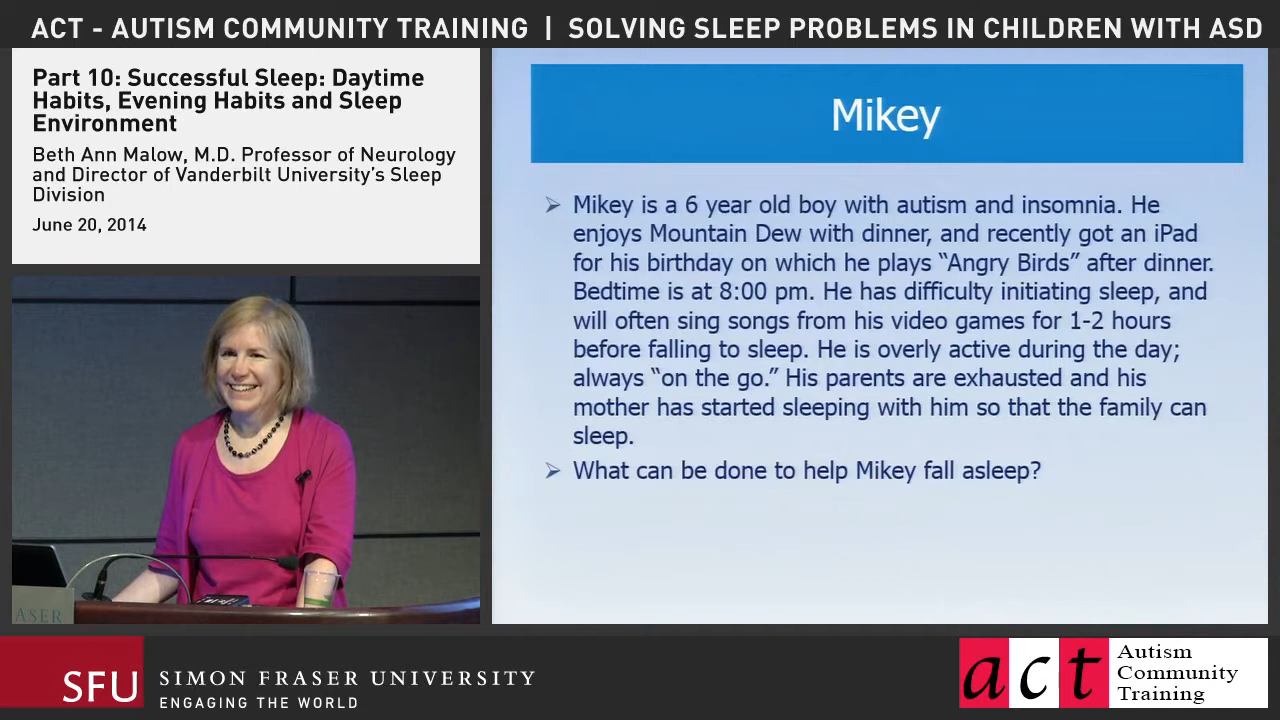 ACT - AUTISM COMMUNITY TRAINING | SOLVING SLEEP PROBLEMS IN CHILDREN WITH ASD
Part 10: Successful Sleep: Daytime
Habits, Evening Habits and Sleep
Environment
Beth Ann Malow, M.D. Professor of Neurology
and Director of Vanderbilt University's Sleep
Division
June 20, 2014
Mikey
➢ Mikey is a 6 year old boy with autism and insomnia. He
enjoys Mountain Dew with dinner, and recently got an iPad
for his birthday on which he plays “Angry Birds” after dinner.
Bedtime is at 8:00 pm. He has difficulty initiating sleep, and
will often sing songs from his video games for 1-2 hours
before falling to sleep. He is overly active during the day;
always “on the go.” His parents are exhausted and his
mother has started sleeping with him so that the family can
sleep.
➢ What can be done to help Mikey fall asleep?
ASER
SFU
SIMON FRASER UNIVERSITY
ENGAGING THE WORLD
act
Autism
Community
Training